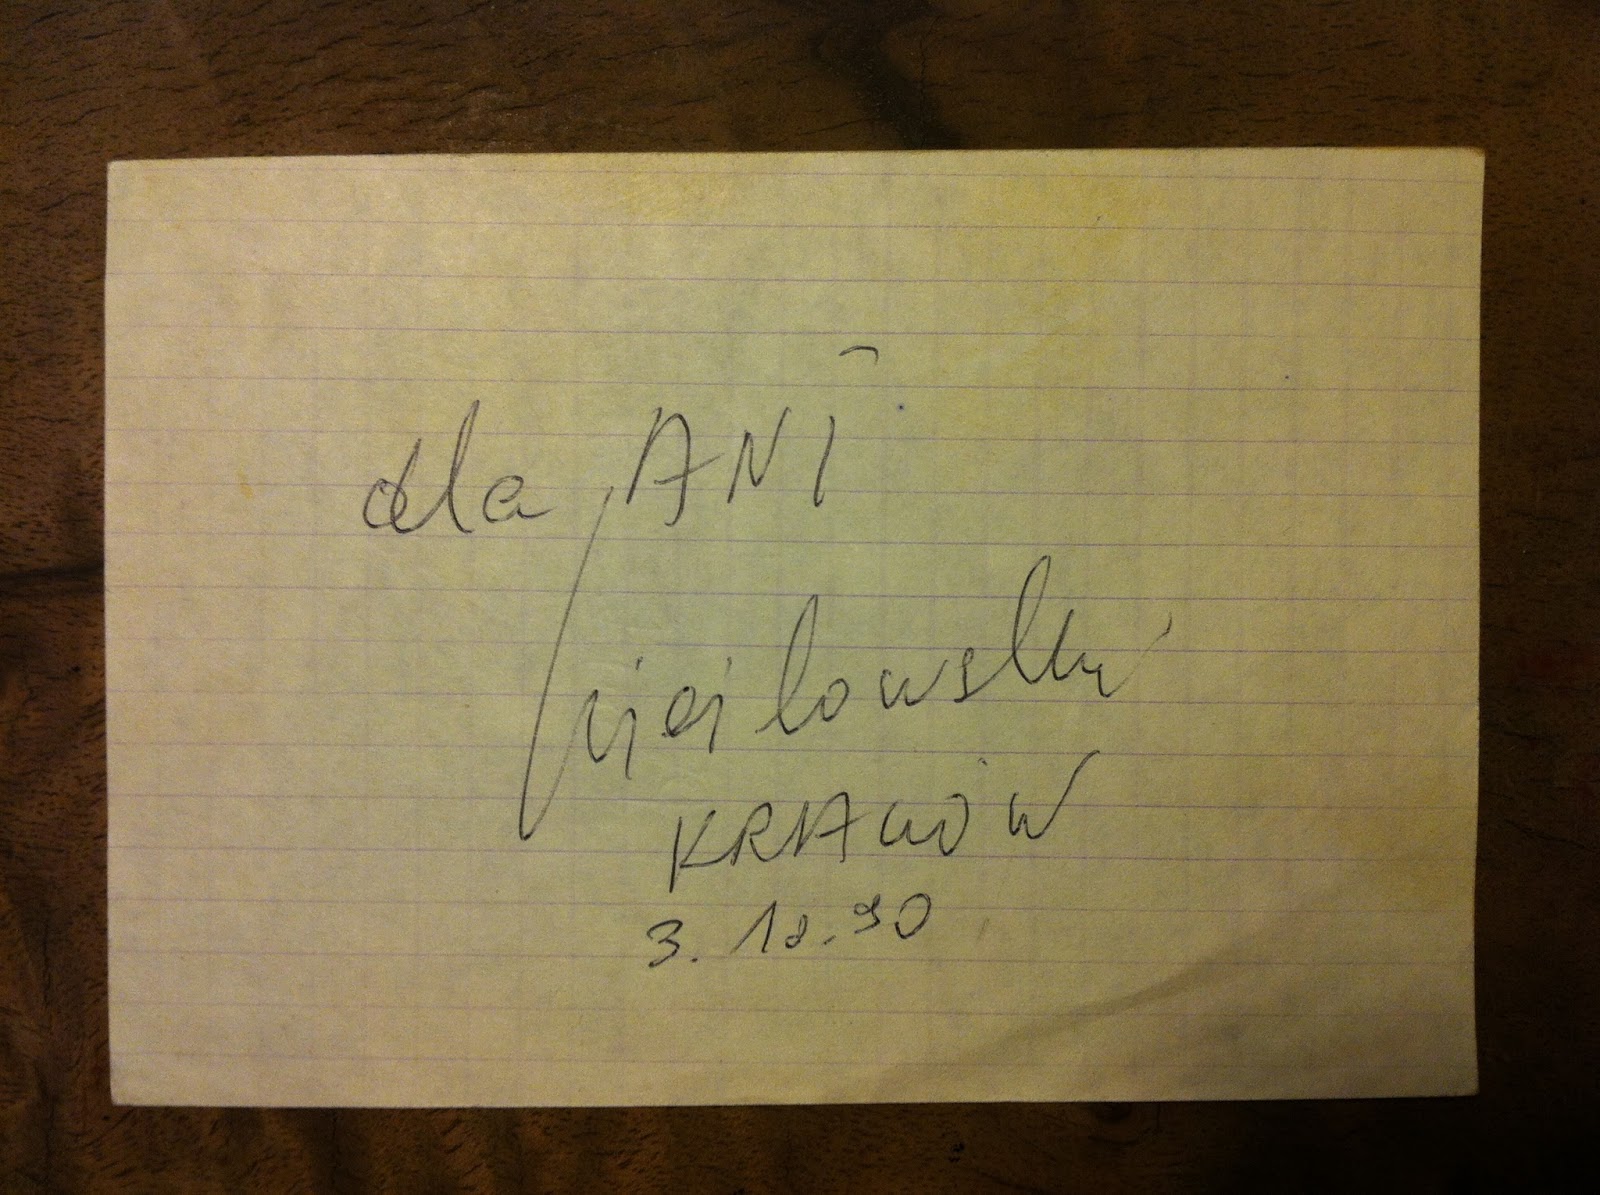 dla ANI
KRAKÓW
3. 12.90